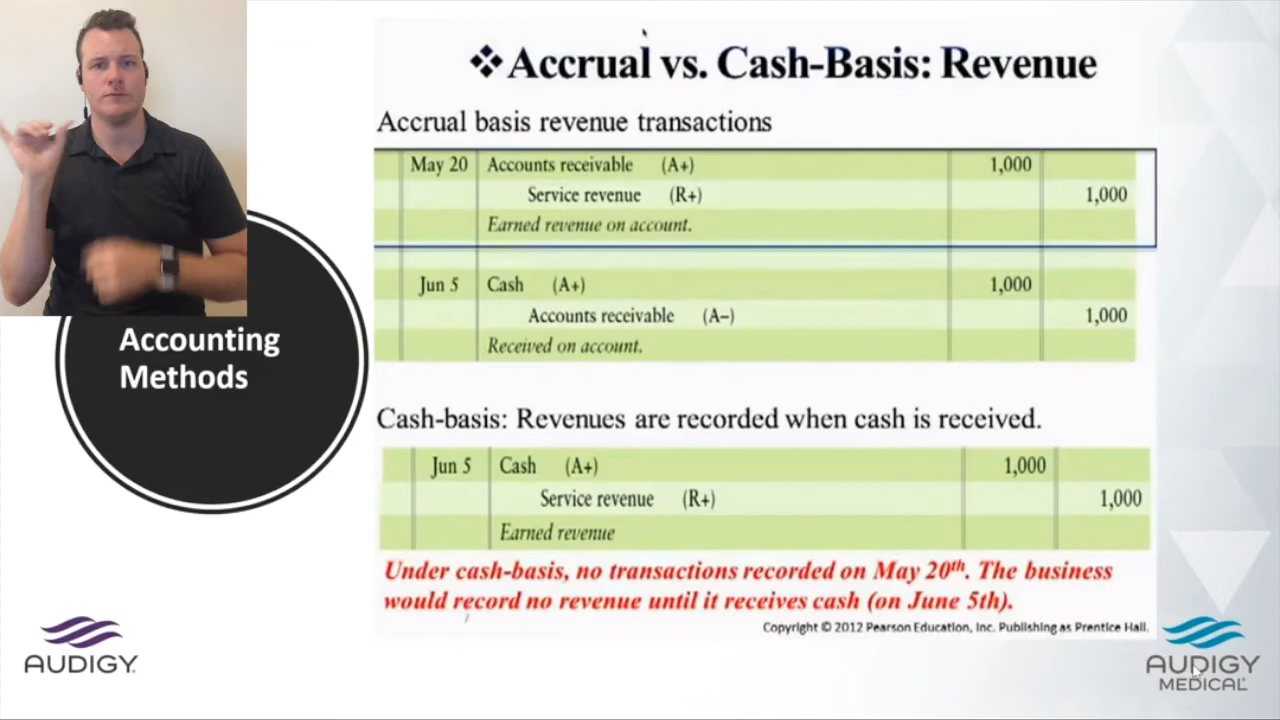 ❖Accrual vs. Cash-Basis: Revenue
Accrual basis revenue transactions
May 20 Accounts receivable (A+) 1,000
Service revenue (R+) 1,000
Earned revenue on account.
Jun 5 Cash (A+) 1,000
Accounts receivable (A–) 1,000
Received on account.
Accounting
Methods
Cash-basis: Revenues are recorded when cash is received.
Jun 5 Cash (A+) 1,000
Service revenue (R+) 1,000
Earned revenue
Under cash-basis, no transactions recorded on May 20th. The business
would record no revenue until it receives cash (on June 5th).
Copyright © 2012 Pearson Education, Inc. Publishing as Prentice Hall.
AUDIGY
AUDIGY
MEDICAL